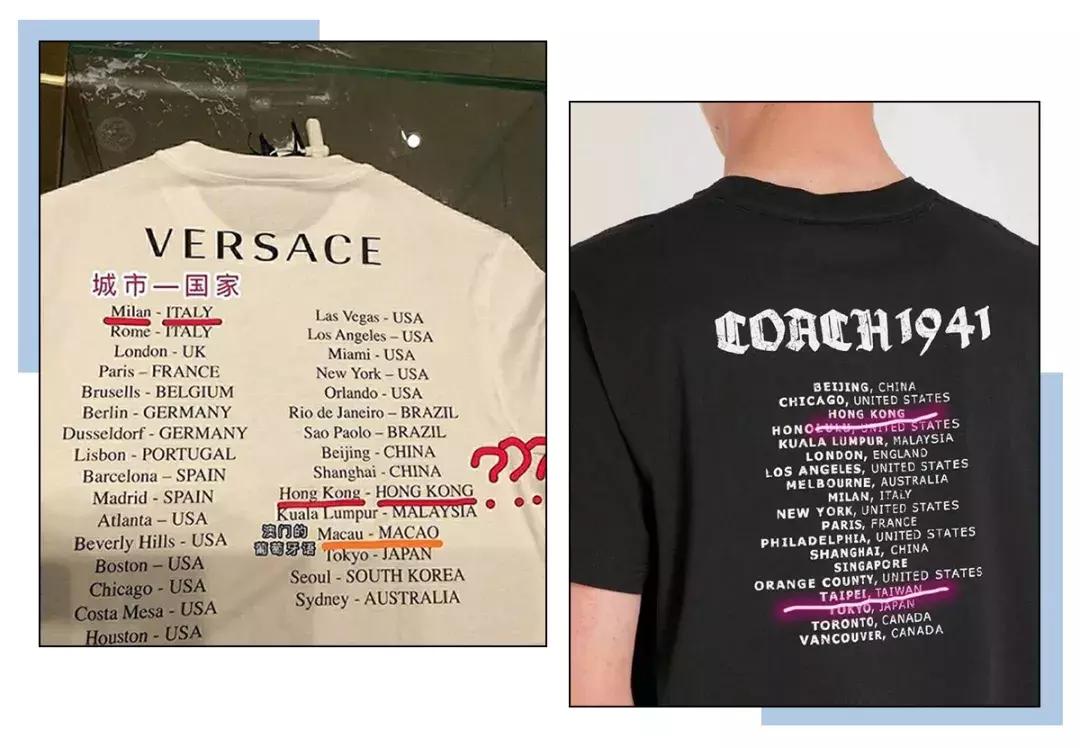 VERSACE
城市—国家
Milan - ITALY
Rome - ITALY
London - UK
Paris – FRANCE
Brusells - BELGIUM
Berlin - GERMANY
Dusseldorf - GERMANY
Lisbon - PORTUGAL
Barcelona – SPAIN
Madrid - SPAIN
Atlanta – USA
Beverly Hills - USA
Boston – USA
Chicago - USA
Costa Mesa - USA
Houston - USA
Las Vegas - USA
Los Angeles – USA
Miami - USA
New York – USA
Orlando - USA
Rio de Janeiro – BRAZIL
Sao Paolo – BRAZIL
Beijing - CHINA
Shanghai - CHINA
Hong Kong - HONG KONG
???
Kuala Lumpur - MALAYSIA
澳门的
葡萄牙语
Macau - MACAO
Tokyo - JAPAN
Seoul - SOUTH KOREA
Sydney - AUSTRALIA
COACH 1941
BEIJING, CHINA
CHICAGO, UNITED STATES
HONG KONG
HONOLULU, UNITED STATES
KUALA LUMPUR, MALAYSIA
LONDON, ENGLAND
LOS ANGELES, UNITED STATES
MELBOURNE, AUSTRALIA
MILAN, ITALY
NEW YORK, UNITED STATES
PARIS, FRANCE
PHILADELPHIA, UNITED STATES
SHANGHAI, CHINA
SINGAPORE
ORANGE COUNTY, UNITED STATES
TAIPEI, TAIWAN
TOKYO, JAPAN
TORONTO, CANADA
VANCOUVER, CANADA